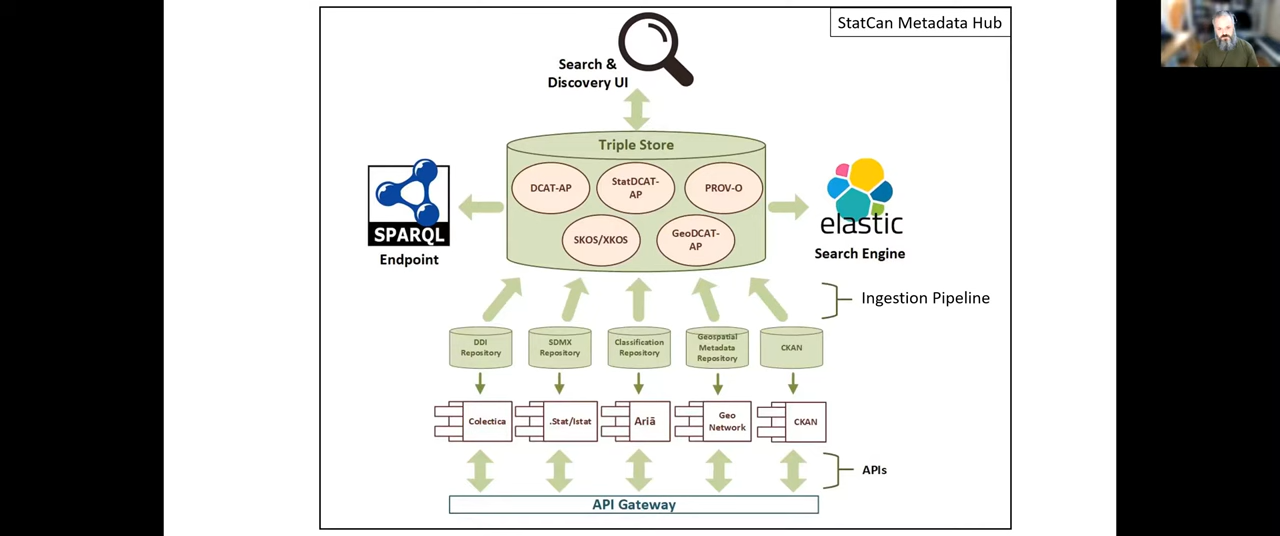 StatCan Metadata Hub
Search &
Discovery UI
Triple Store
DCAT-AP
StatDCAT-
AP
PROV-O
SKOS/XKOS
GeoDCAT-
AP
SPARQL
Endpoint
elastic
Search Engine
Ingestion Pipeline
DDI
Repository
SDMX
Repository
Classification
Repository
Geospatial
Metadata
Repository
CKAN
Colectica
.Stat/Istat
Ariā
Geo
Network
CKAN
APIs
API Gateway